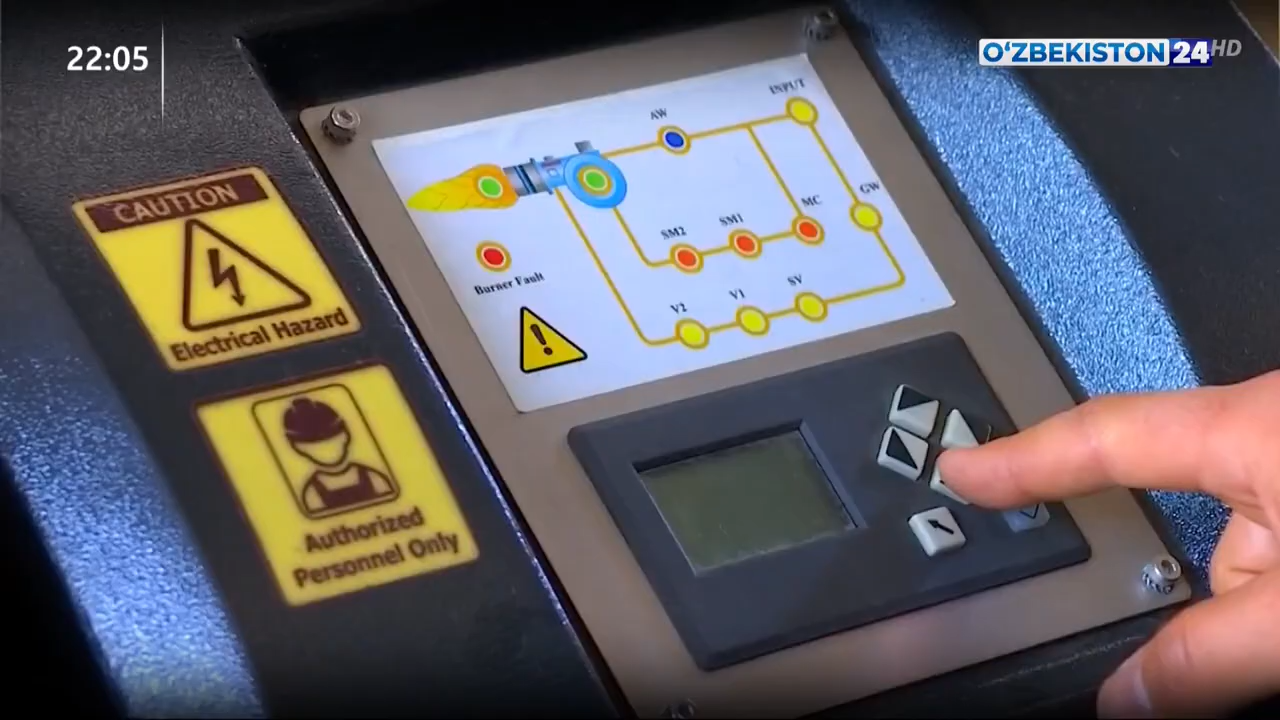 22:05
O‘ZBEKISTON 24 HD
CAUTION
Electrical Hazard
Authorized
Personnel Only
INPUT
AW
GW
MC
SM1
SM2
Burner Fault
SV
V1
V2